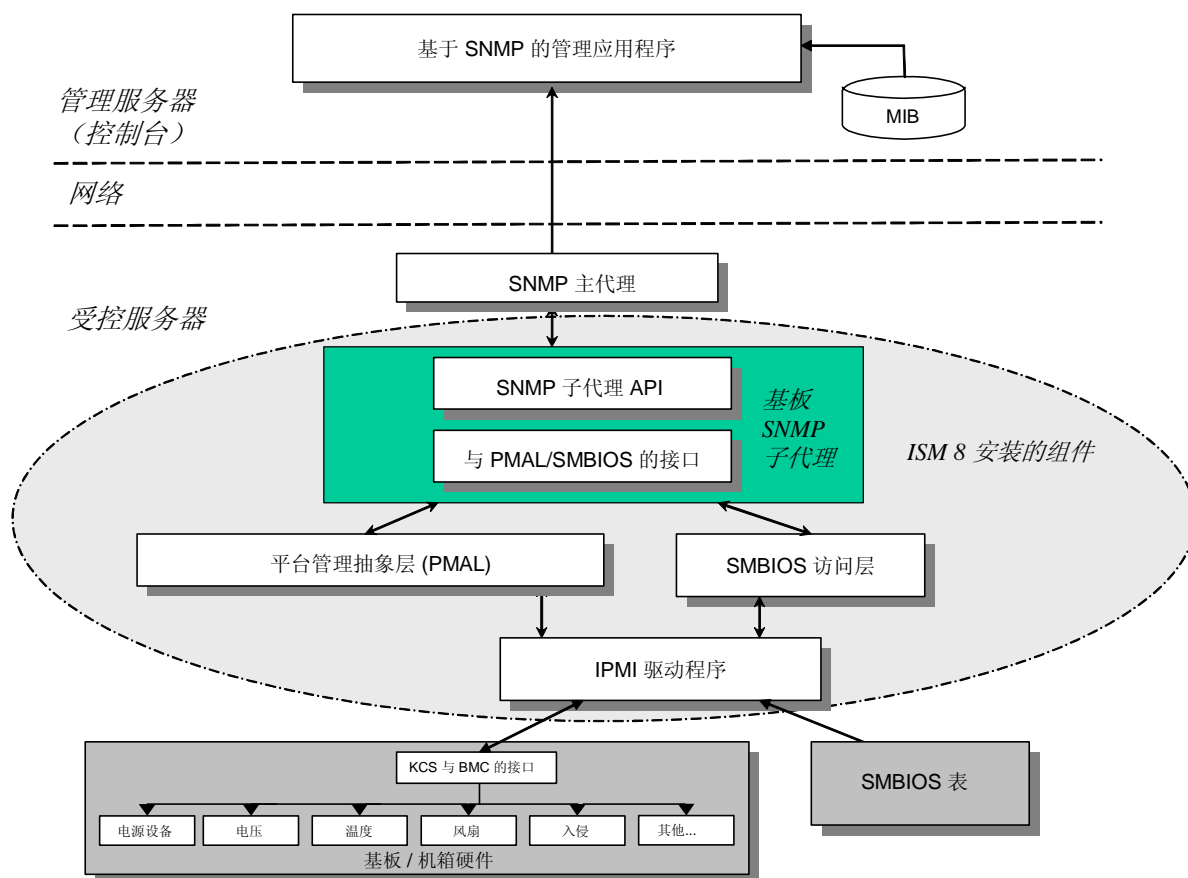 基于 SNMP 的管理应用程序
管理服务器
（控制台）
MIB
网络
SNMP 主代理
受控服务器
SNMP 子代理 API
基板
SNMP
子代理
与 PMAL/SMBIOS 的接口
ISM 8 安装的组件
平台管理抽象层 (PMAL)
SMBIOS 访问层
IPMI 驱动程序
KCS 与 BMC 的接口
SMBIOS 表
电源设备
电压
温度
风扇
入侵
其他...
基板 / 机箱硬件